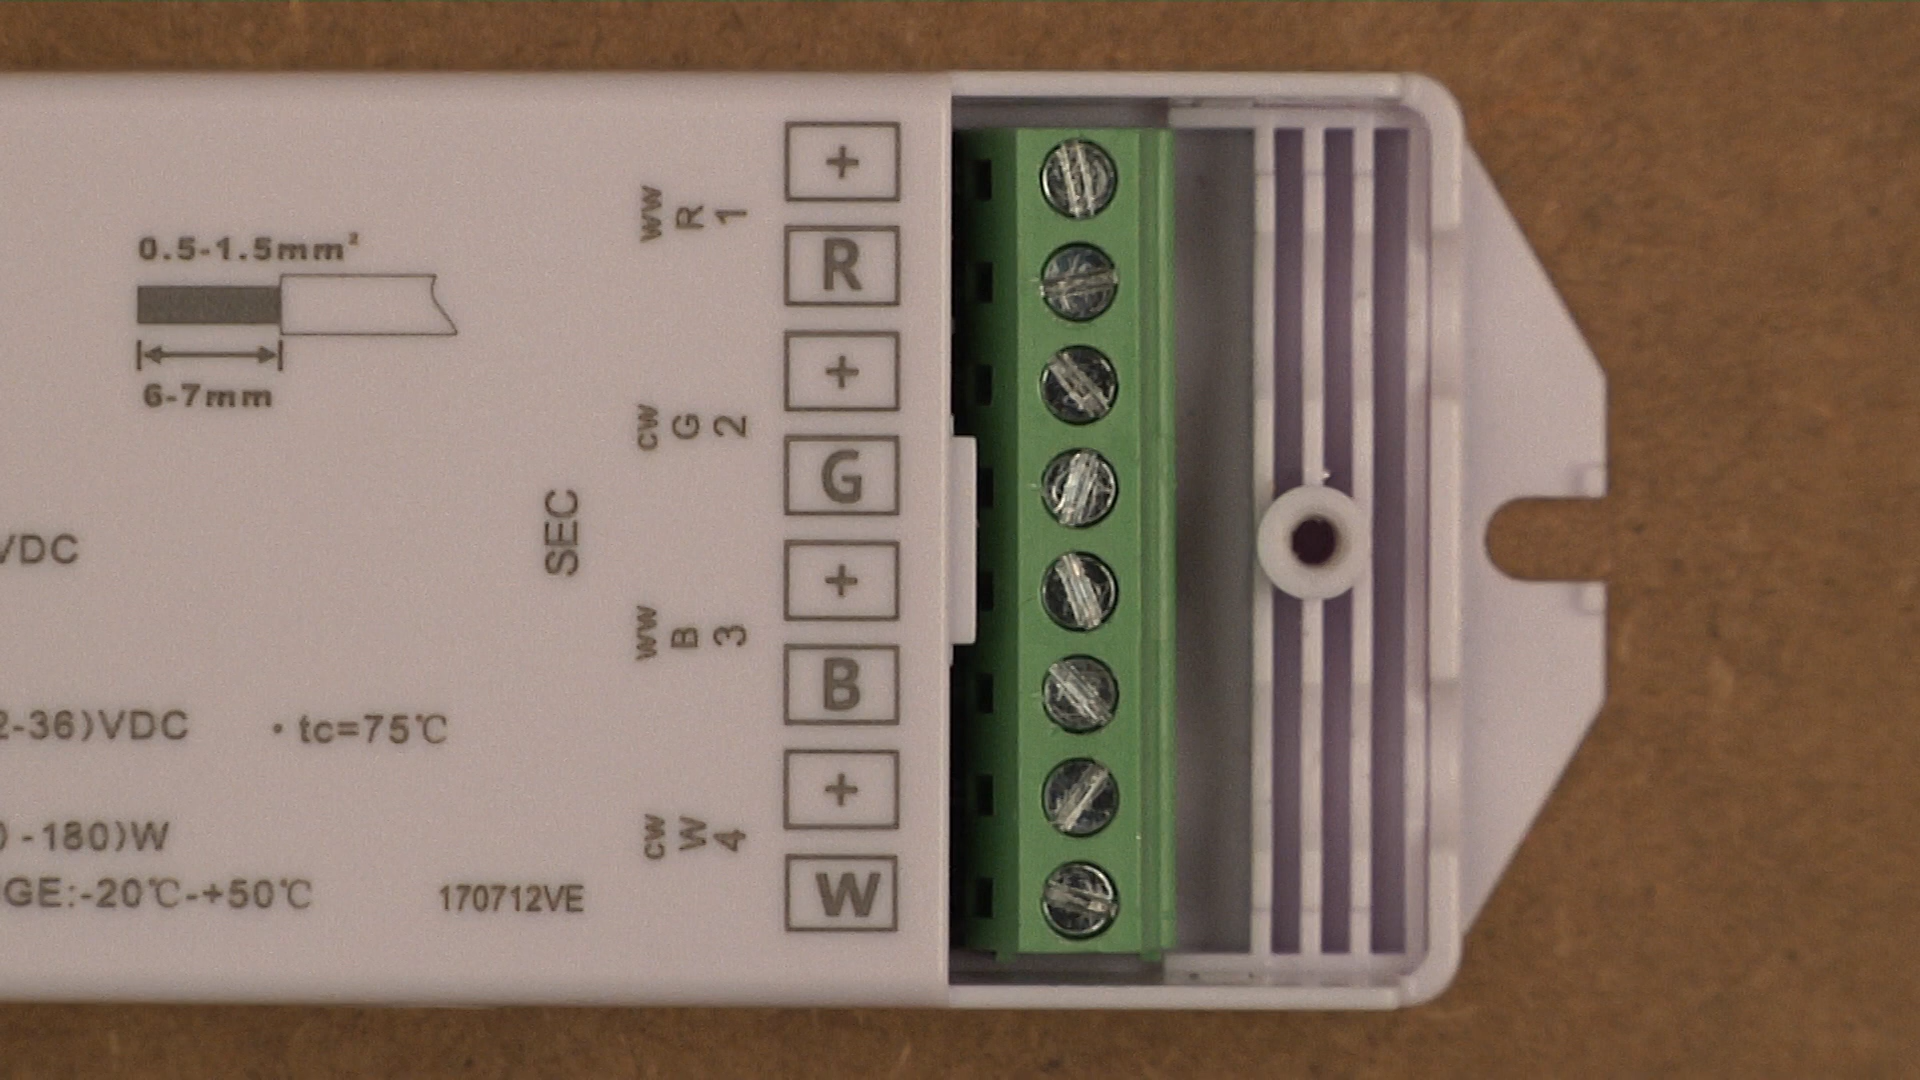 0.5-1.5mm²
6-7mm
VDC
2-36)VDC
• tc=75℃
-180)W
GE:-20℃-+50℃
170712VE
SEC
WW
R
1
CW
G
2
WW
B
3
CW
W
4
+
R
+
G
+
B
+
W